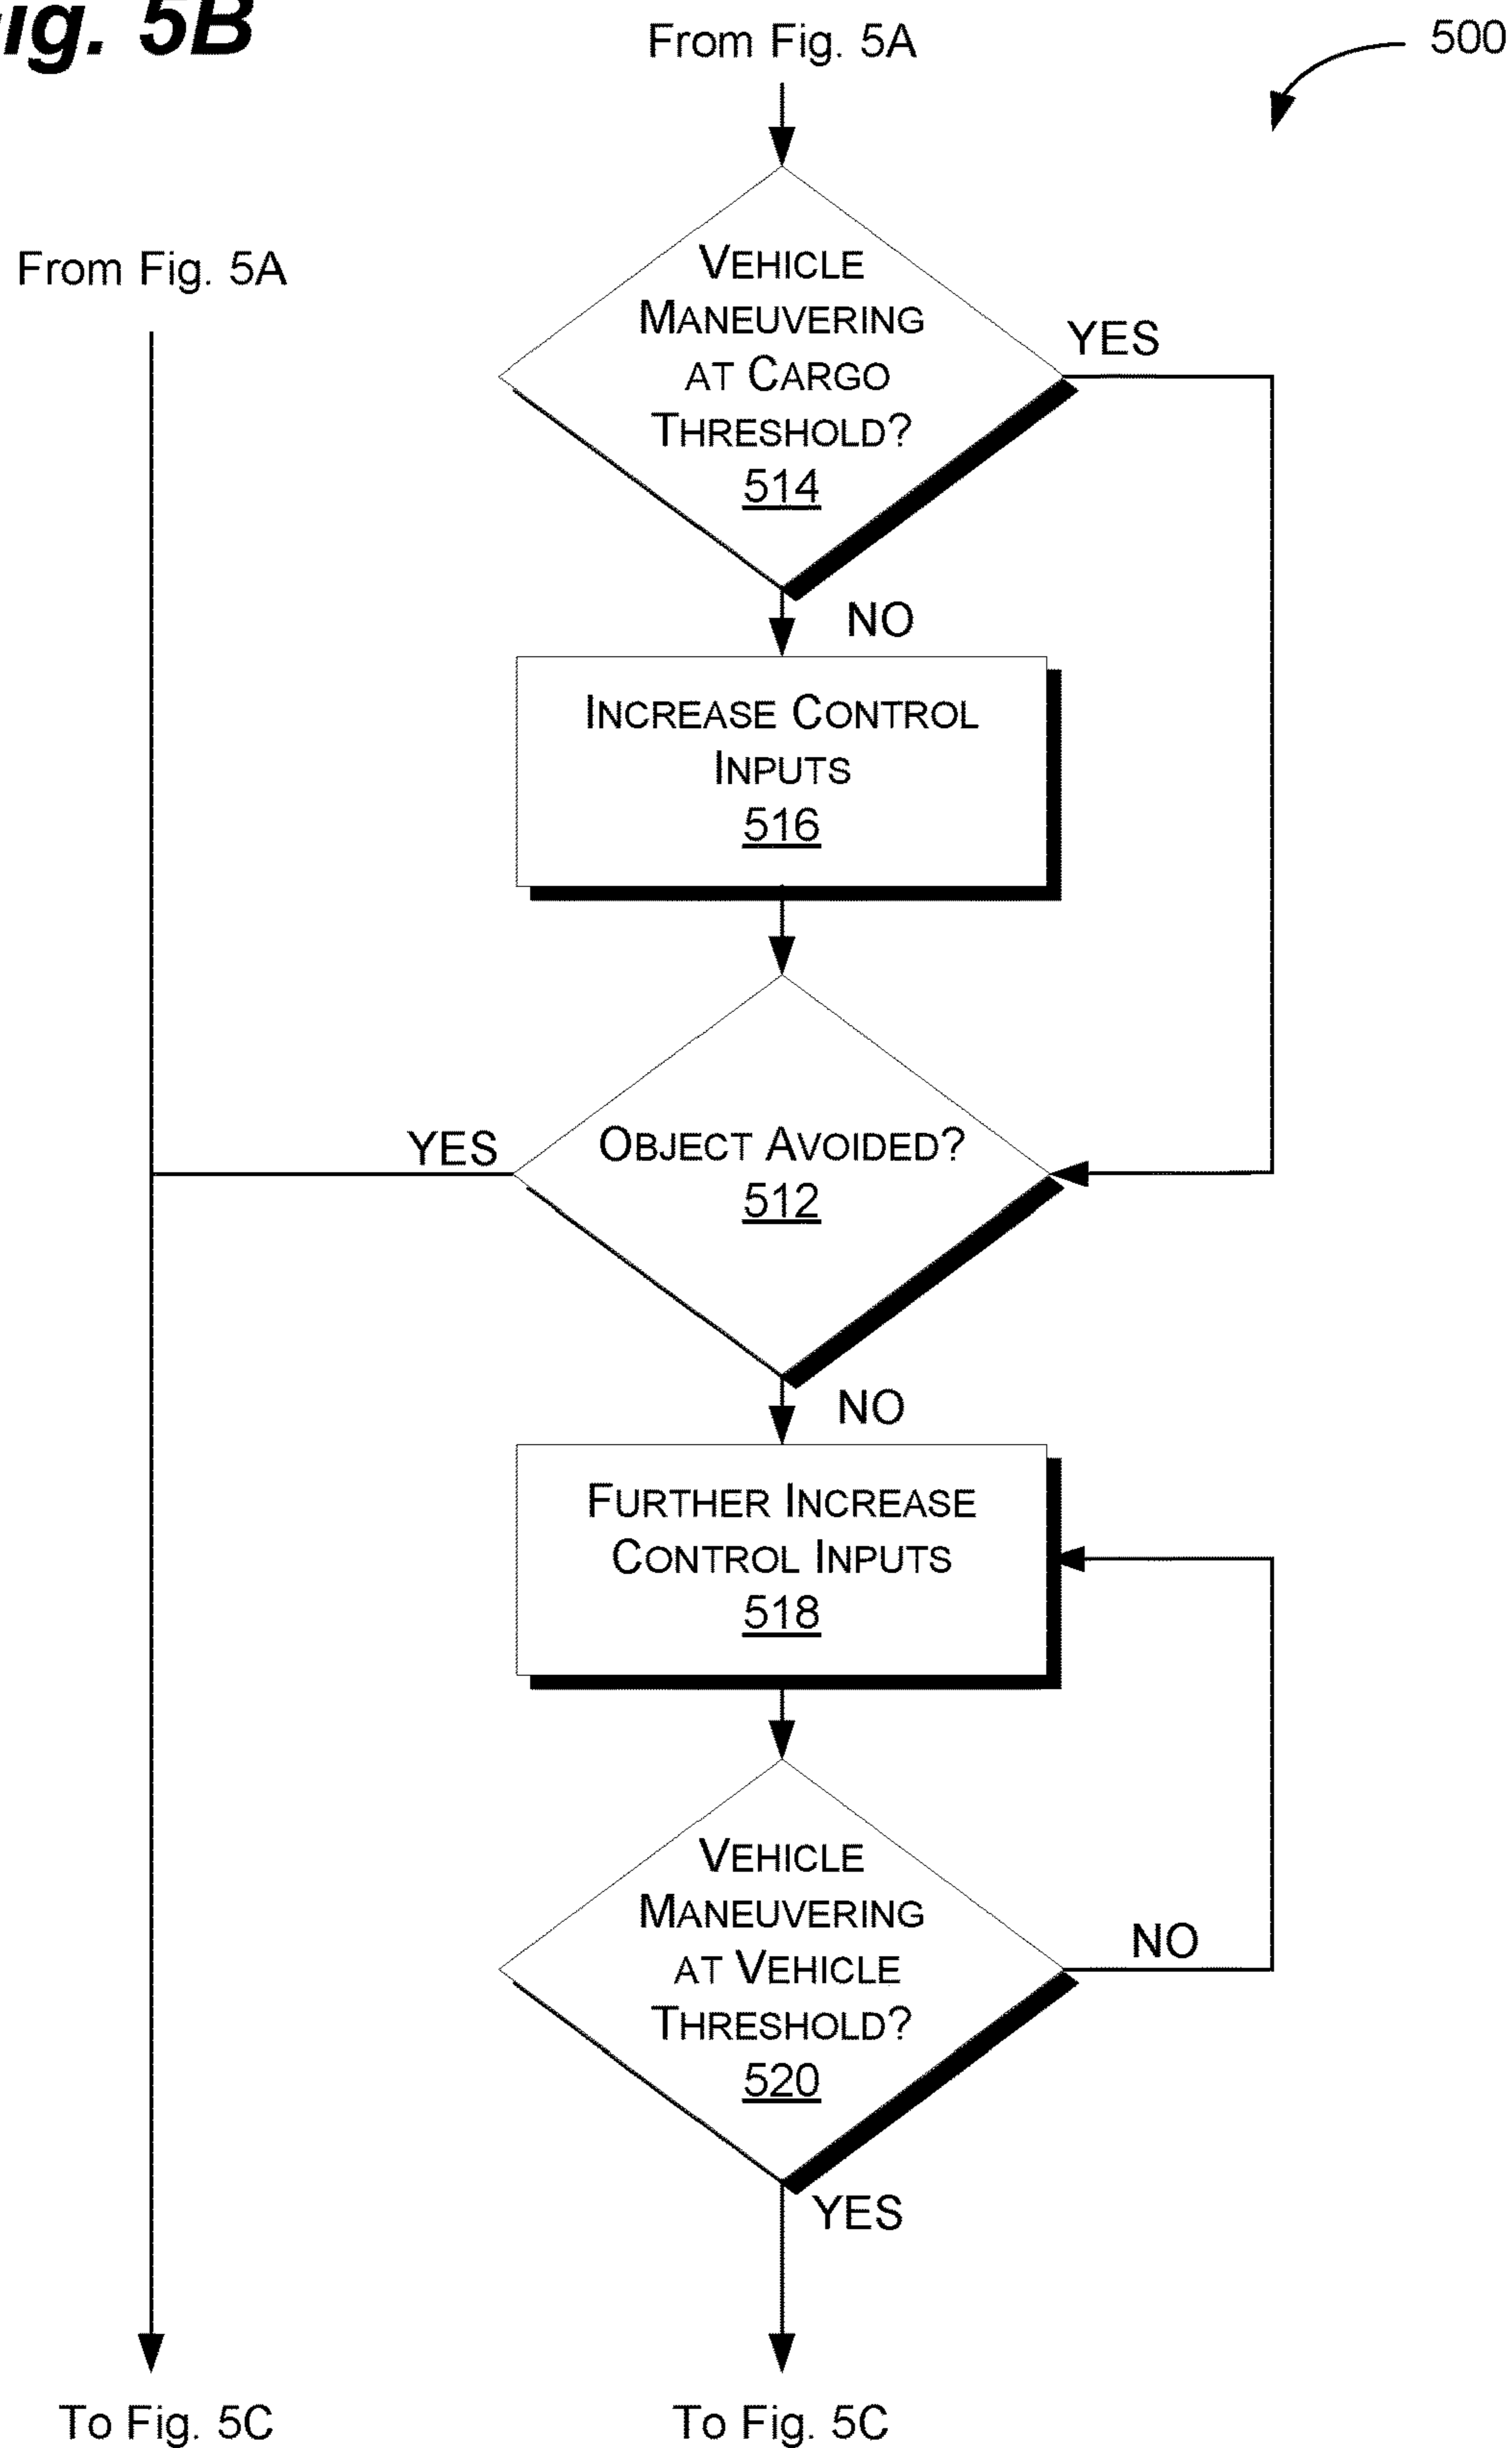 ig. 5B
From Fig. 5A
500
From Fig. 5A
VEHICLE
MANEUVERING
AT CARGO
THRESHOLD?
514
YES
NO
INCREASE CONTROL
INPUTS
516
YES
OBJECT AVOIDED?
512
NO
FURTHER INCREASE
CONTROL INPUTS
518
VEHICLE
MANEUVERING
AT VEHICLE
THRESHOLD?
520
NO
YES
To Fig. 5C
To Fig. 5C